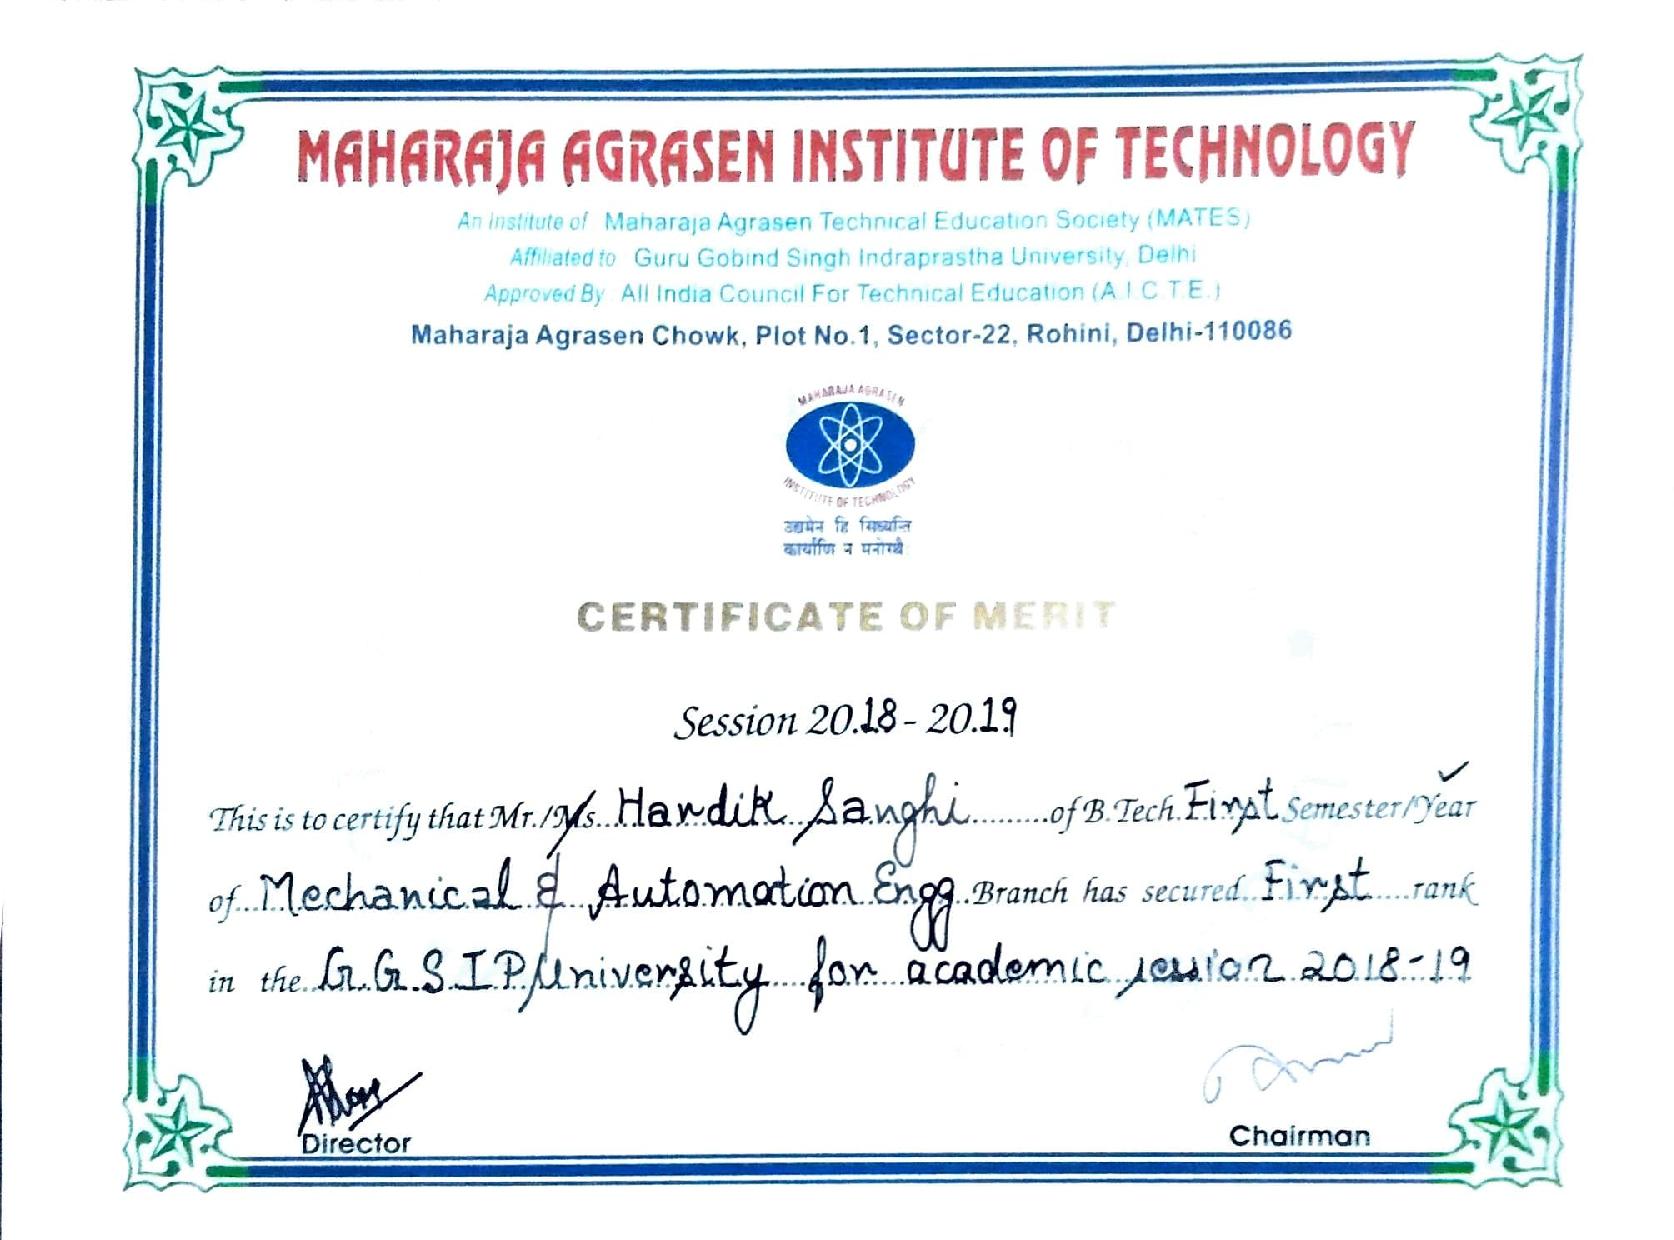 MAHARAJA AGRASEN INSTITUTE OF TECHNOLOGY
An Institute of Maharaja Agrasen Technical Education Society (MATES)
Affiliated to Guru Gobind Singh Indraprastha University, Delhi
Approved By All India Council For Technical Education (A.I.C.T.E.)
Maharaja Agrasen Chowk, Plot No.1, Sector-22, Rohini, Delhi-110086
MAHARAJA AGRASEN
INSTITUTE OF TECHNOLOGY
उद्यमेन हि सिध्यन्ति
कार्याणि न मनोरथै
CERTIFICATE OF MERIT
Session 20.18 - 20.19
This is to certify that Mr./Ms. Hardik Sanghi of B.Tech. First Semester/Year
of Mechanical & Automation Engg. Branch has secured First rank
in the G.G.S.I.P. University for academic session 2018-19
Director
Chairman